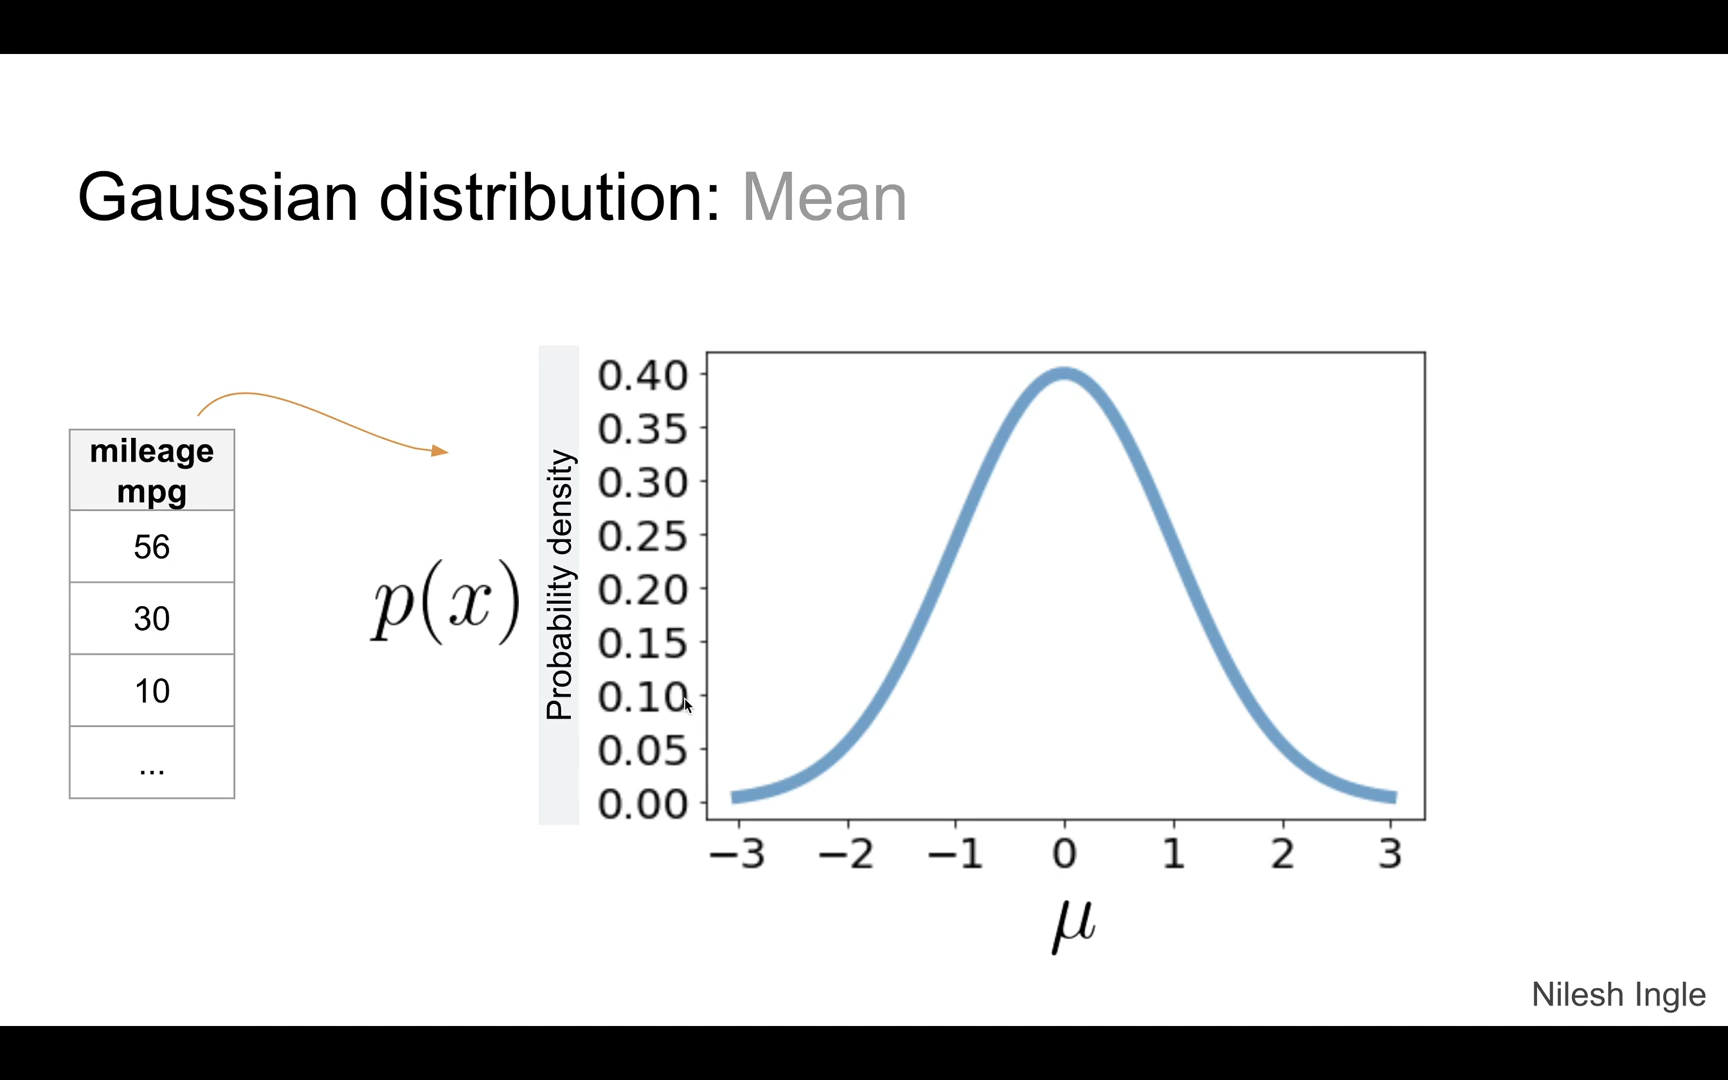 Gaussian distribution: Mean
mileage
mpg
56
30
10
...
p(x)
Probability density
0.40
0.35
0.30
0.25
0.20
0.15
0.10
0.05
0.00
−3 −2 −1 0 1 2 3
μ
Nilesh Ingle